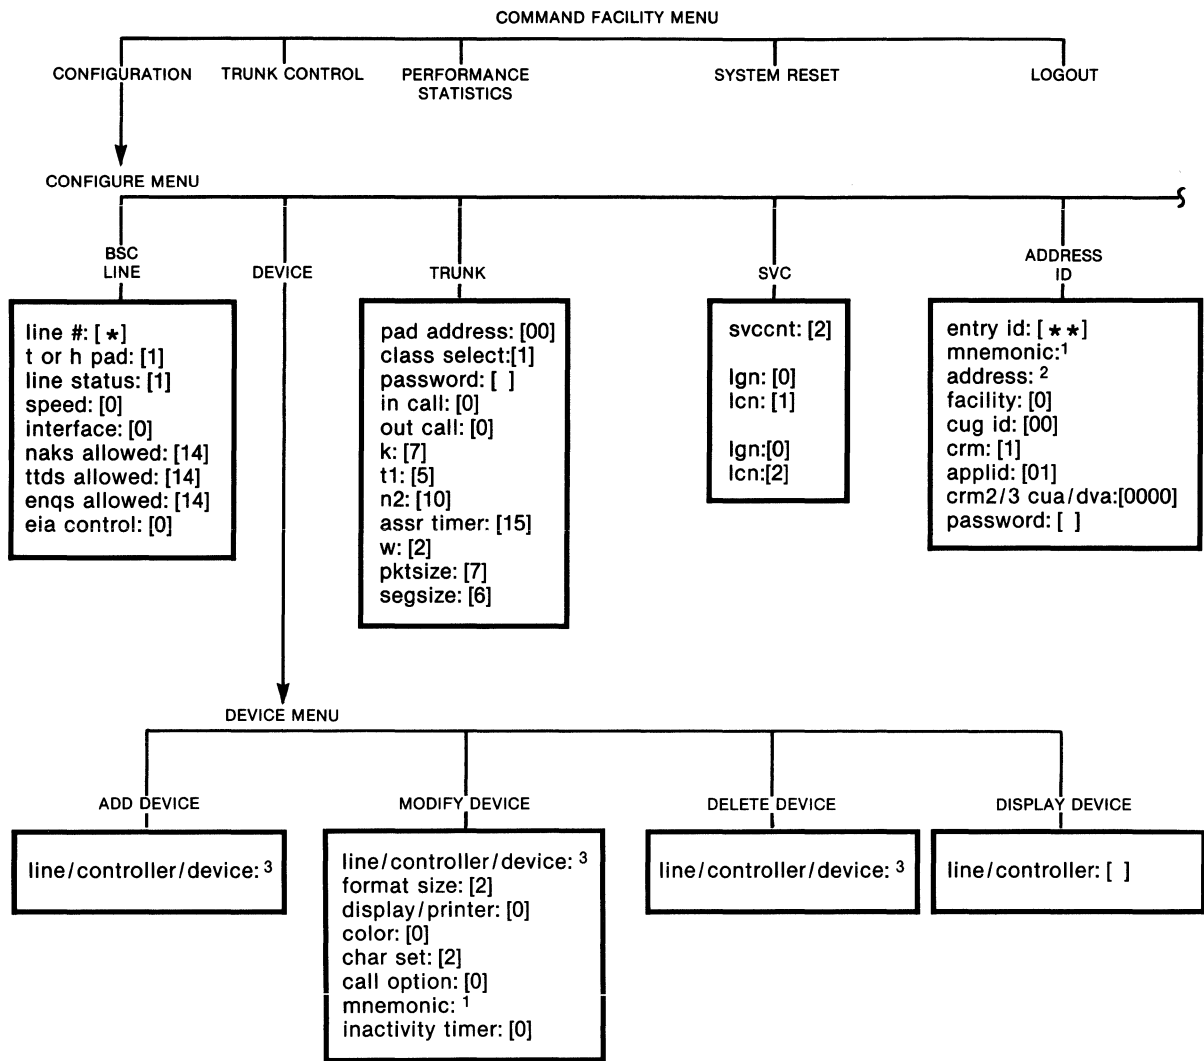 COMMAND FACILITY MENU
CONFIGURATION
TRUNK CONTROL
PERFORMANCE
STATISTICS
SYSTEM RESET
LOGOUT
CONFIGURE MENU
BSC
LINE
DEVICE
TRUNK
SVC
ADDRESS
ID
line #: [ * ]
t or h pad: [1]
line status: [1]
speed: [0]
interface: [0]
naks allowed: [14]
ttds allowed: [14]
enqs allowed: [14]
eia control: [0]
pad address: [00]
class select:[1]
password: [ ]
in call: [0]
out call: [0]
k: [7]
t1: [5]
n2: [10]
assr timer: [15]
w: [2]
pktsize: [7]
segsize: [6]
svccnt: [2]
lgn: [0]
lcn: [1]
lgn:[0]
lcn:[2]
entry id: [ * * ]
mnemonic:1
address: 2
facility: [0]
cug id: [00]
crm: [1]
applid: [01]
crm2/3 cua/dva:[0000]
password: [ ]
DEVICE MENU
ADD DEVICE
MODIFY DEVICE
DELETE DEVICE
DISPLAY DEVICE
line/controller/device: 3
line/controller/device: 3
format size: [2]
display/printer: [0]
color: [0]
char set: [2]
call option: [0]
mnemonic: 1
inactivity timer: [0]
line/controller/device: 3
line/controller: [ ]